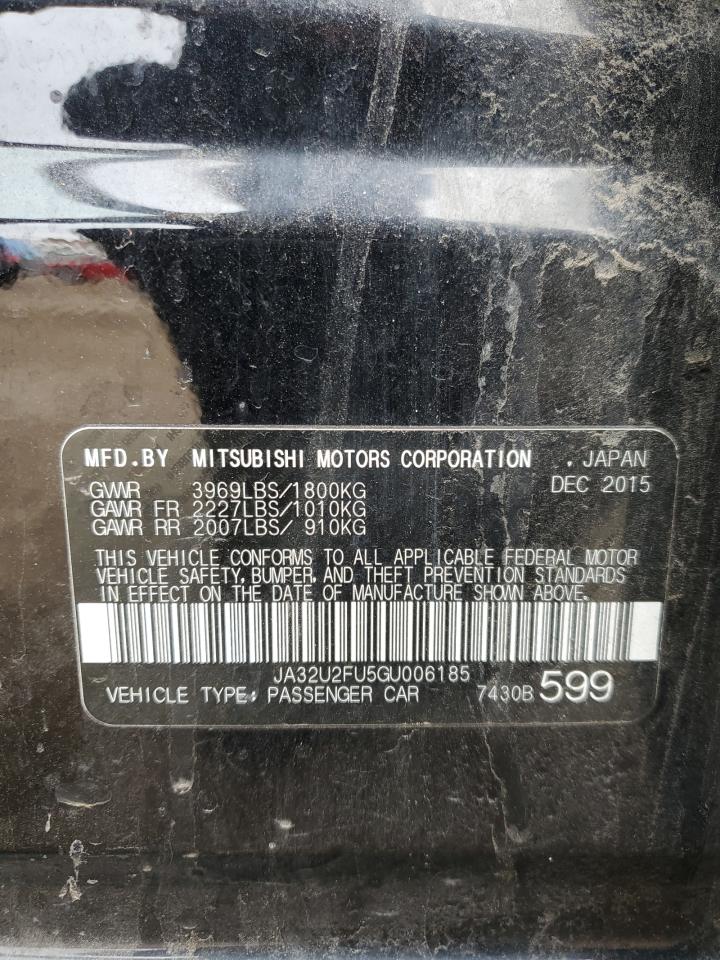 MFD.BY MITSUBISHI MOTORS CORPORATION , JAPAN
GVWR 3969LBS/1800KG DEC 2015
GAWR FR 2227LBS/1010KG
GAWR RR 2007LBS/ 910KG
THIS VEHICLE CONFORMS TO ALL APPLICABLE FEDERAL MOTOR
VEHICLE SAFETY, BUMPER, AND THEFT PREVENTION STANDARDS
IN EFFECT ON THE DATE OF MANUFACTURE SHOWN ABOVE.
JA32U2FU5GU006185
VEHICLE TYPE: PASSENGER CAR 7430B 599